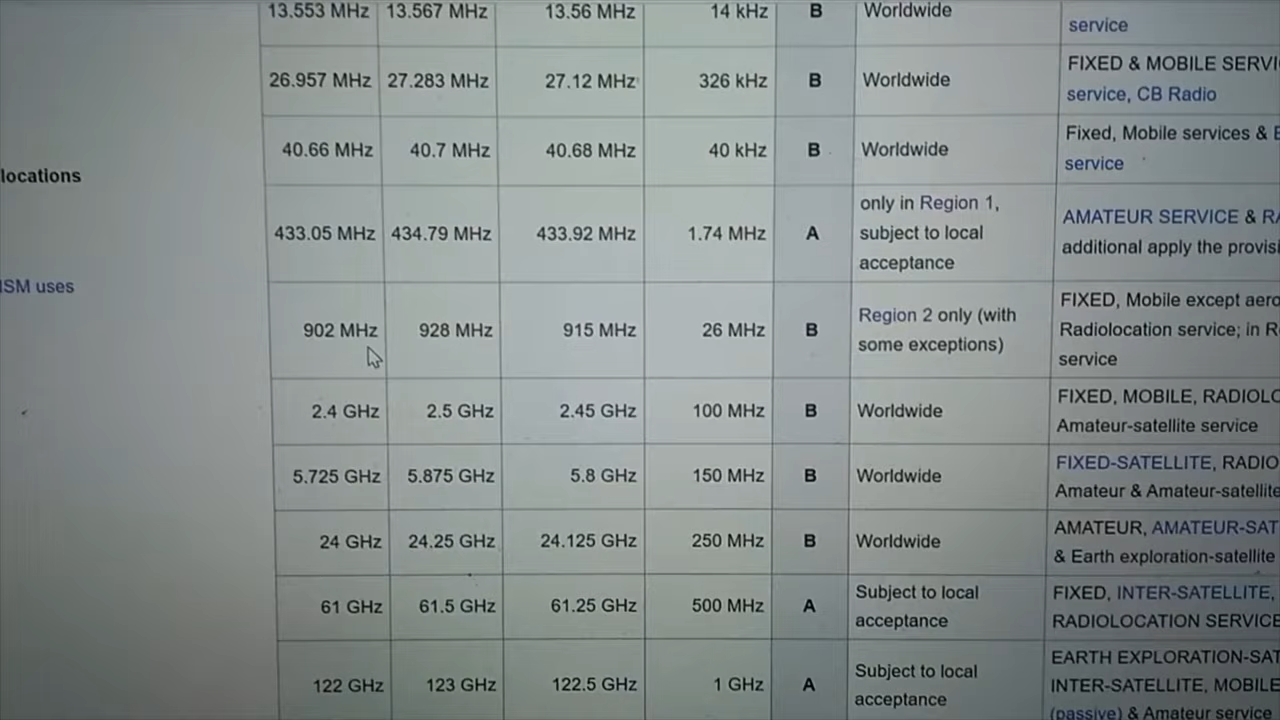 13.553 MHz 13.567 MHz 13.56 MHz 14 kHz B Worldwide
service
26.957 MHz 27.283 MHz 27.12 MHz 326 kHz B Worldwide
FIXED & MOBILE SERVI
service, CB Radio
40.66 MHz 40.7 MHz 40.68 MHz 40 kHz B Worldwide
Fixed, Mobile services & E
service
locations
433.05 MHz 434.79 MHz 433.92 MHz 1.74 MHz A
only in Region 1,
subject to local
acceptance
AMATEUR SERVICE & RA
additional apply the provisi
ISM uses
902 MHz 928 MHz 915 MHz 26 MHz B
Region 2 only (with
some exceptions)
FIXED, Mobile except aero
Radiolocation service; in R
service
2.4 GHz 2.5 GHz 2.45 GHz 100 MHz B Worldwide
FIXED, MOBILE, RADIOLO
Amateur-satellite service
5.725 GHz 5.875 GHz 5.8 GHz 150 MHz B Worldwide
FIXED-SATELLITE, RADIO
Amateur & Amateur-satellite
24 GHz 24.25 GHz 24.125 GHz 250 MHz B Worldwide
AMATEUR, AMATEUR-SAT
& Earth exploration-satellite
61 GHz 61.5 GHz 61.25 GHz 500 MHz A
Subject to local
acceptance
FIXED, INTER-SATELLITE,
RADIOLOCATION SERVICE
122 GHz 123 GHz 122.5 GHz 1 GHz A
Subject to local
acceptance
EARTH EXPLORATION-SAT
INTER-SATELLITE, MOBILE
(passive) & Amateur service